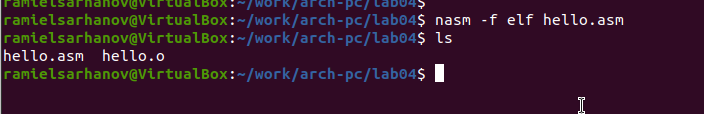 ramielsarhanov@VirtualBox:~/work/arch-pc/lab04$ nasm -f elf hello.asm
ramielsarhanov@VirtualBox:~/work/arch-pc/lab04$ ls
hello.asm  hello.o
ramielsarhanov@VirtualBox:~/work/arch-pc/lab04$